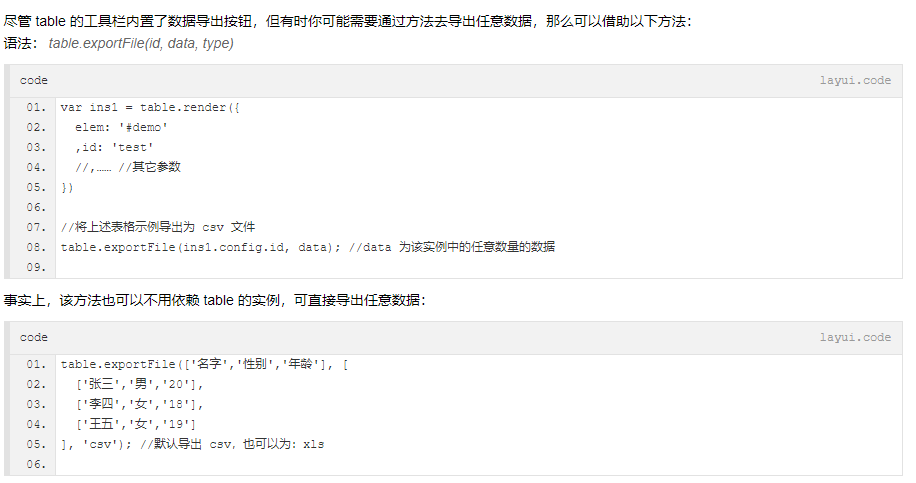 尽管 table 的工具栏内置了数据导出按钮，但有时你可能需要通过方法去导出任意数据，那么可以借助以下方法：
语法： table.exportFile(id, data, type)
code layui.code
01. var ins1 = table.render({
02.   elem: '#demo'
03.   ,id: 'test'
04.   //,…… //其它参数
05. })
06.
07. //将上述表格示例导出为 csv 文件
08. table.exportFile(ins1.config.id, data); //data 为该实例中的任意数量的数据
09.
事实上，该方法也可以不用依赖 table 的实例，可直接导出任意数据：
code layui.code
01. table.exportFile(['名字','性别','年龄'], [
02.   ['张三','男','20'],
03.   ['李四','女','18'],
04.   ['王五','女','19']
05. ], 'csv'); //默认导出 csv，也可以为：xls
06.